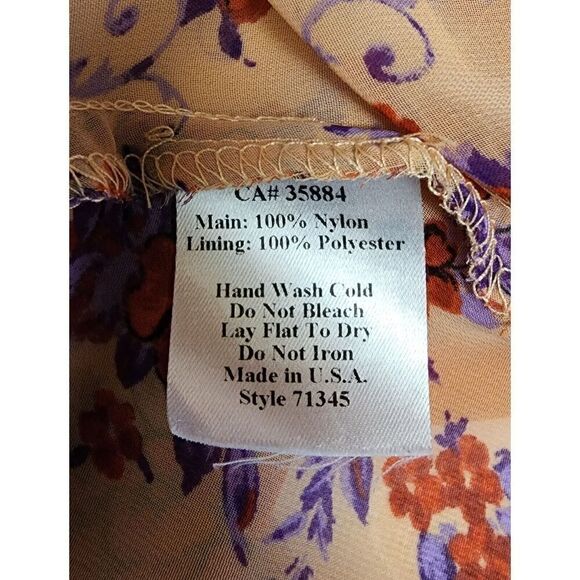 CA# 35884
Main: 100% Nylon
Lining: 100% Polyester
Hand Wash Cold
Do Not Bleach
Lay Flat To Dry
Do Not Iron
Made in U.S.A.
Style 71345